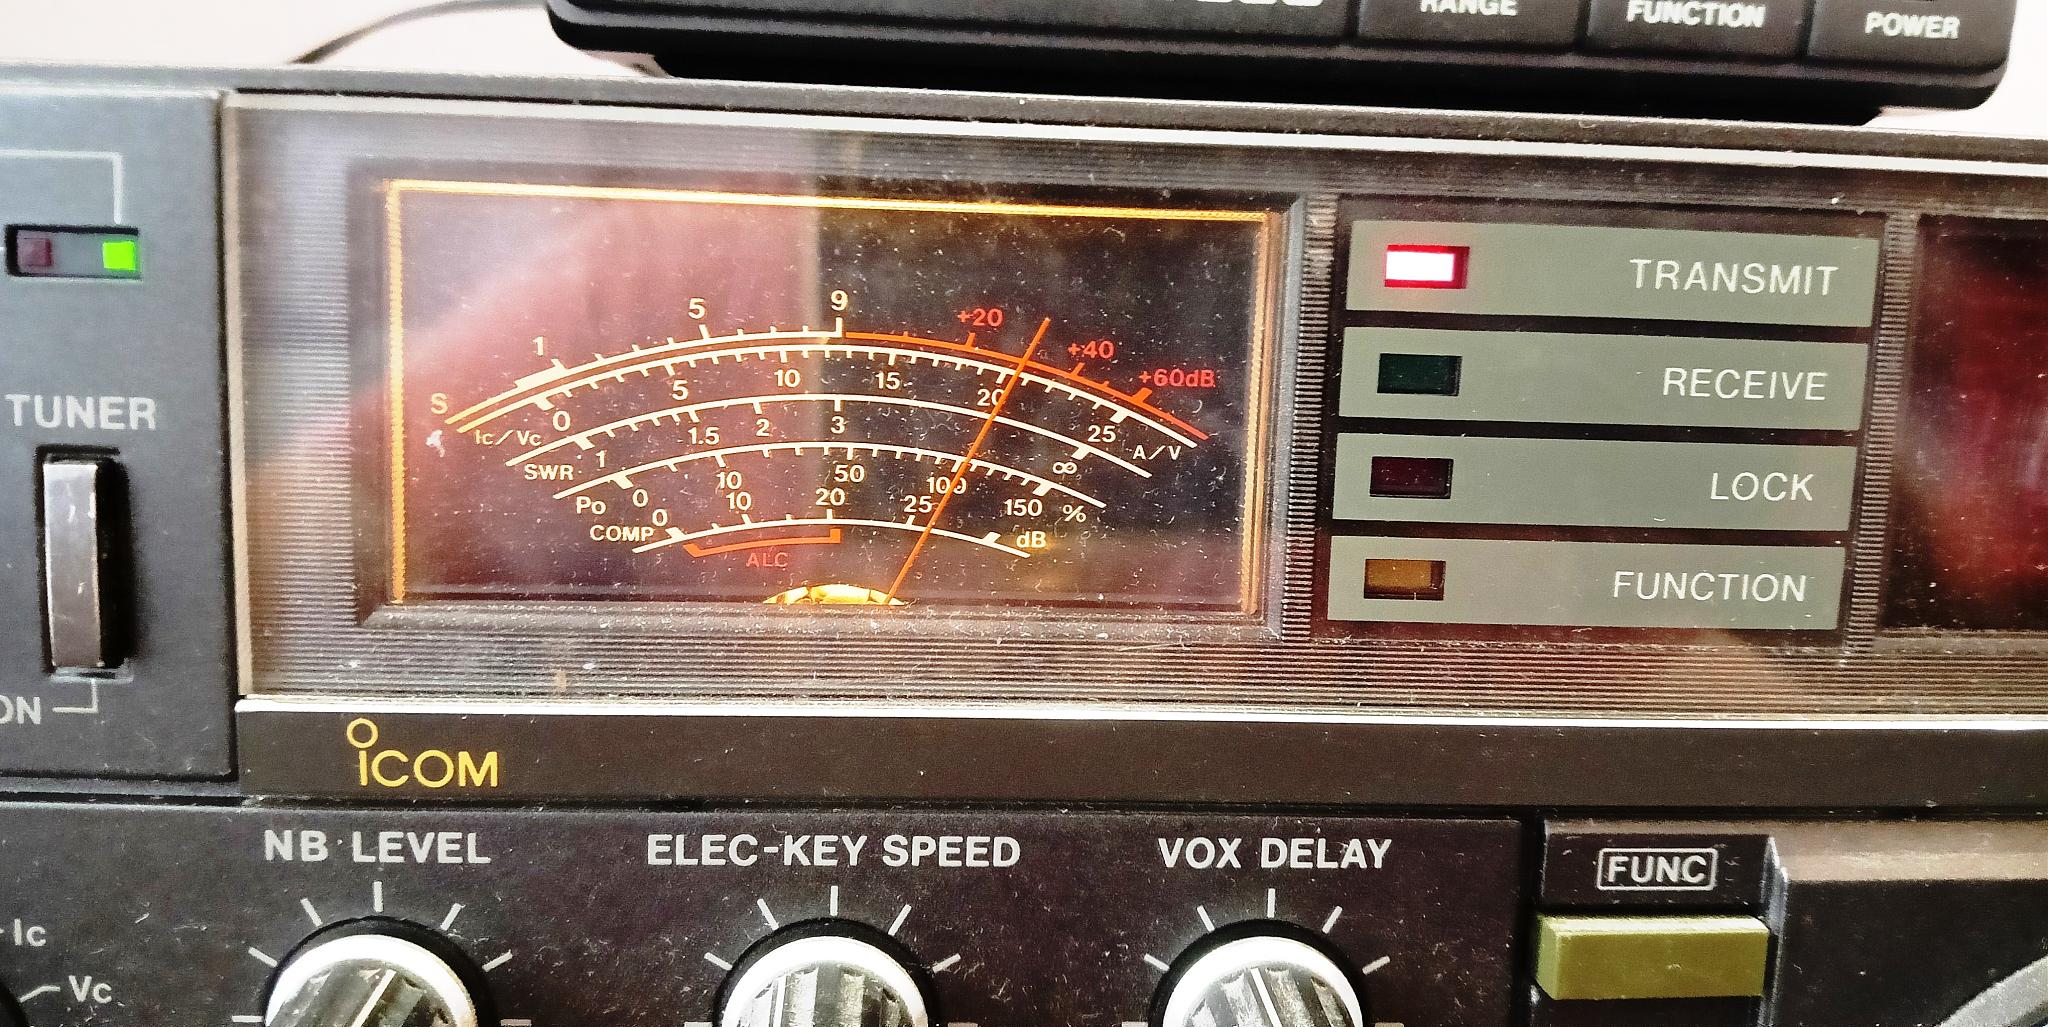 RANGE
FUNCTION
POWER
TUNER
ON
S 1 5 9 +20 +40 +60dB
Ic/Vc 0 5 10 15 20 25 A/V
SWR 1 1.5 2 3 ∞
Po 0 10 50 100 150 %
COMP 0 10 20 25 dB
ALC
TRANSMIT
RECEIVE
LOCK
FUNCTION
ICOM
NB LEVEL
ELEC-KEY SPEED
VOX DELAY
FUNC
Ic
Vc